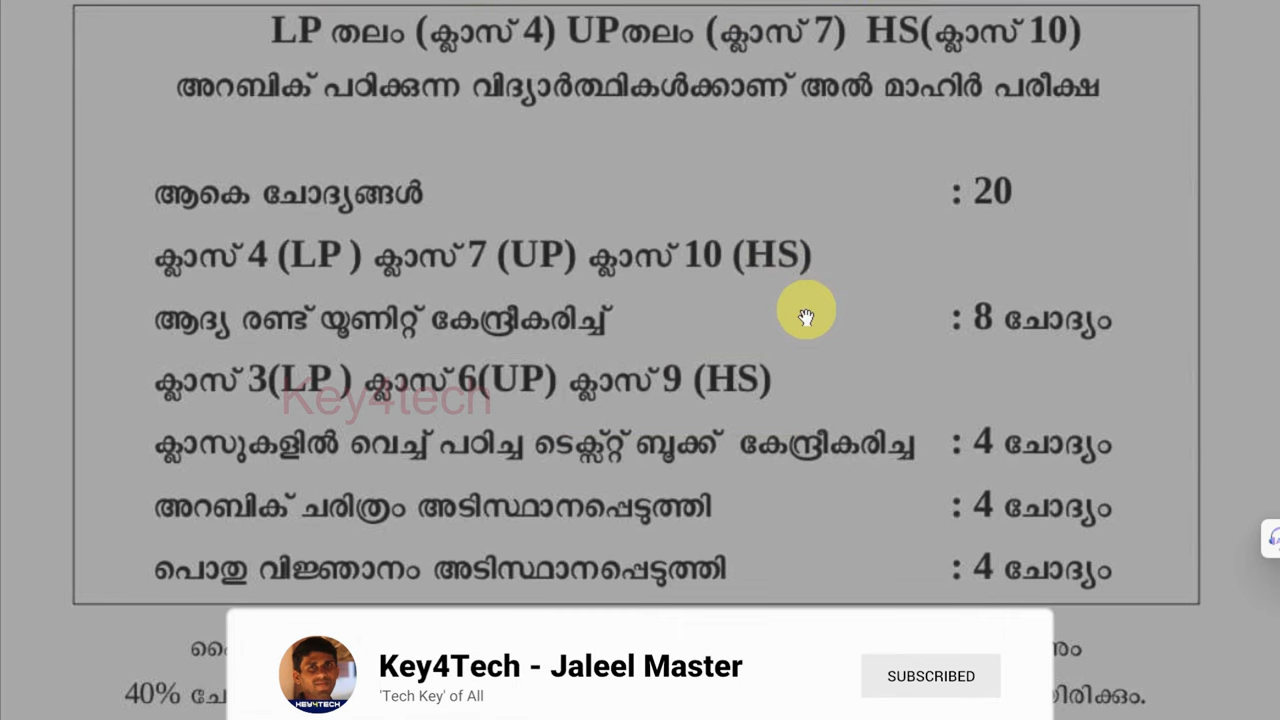 LP തലം (ക്ലാസ് 4) UPതലം (ക്ലാസ് 7) HS(ക്ലാസ് 10)
അറബിക് പഠിക്കുന്ന വിദ്യാർത്ഥികൾക്കാണ് അൽ മാഹിർ പരീക്ഷ
ആകെ ചോദ്യങ്ങൾ : 20
ക്ലാസ് 4 (LP ) ക്ലാസ് 7 (UP) ക്ലാസ് 10 (HS)
ആദ്യ രണ്ട് യൂണിറ്റ് കേന്ദ്രീകരിച്ച് : 8 ചോദ്യം
ക്ലാസ് 3(LP ) ക്ലാസ് 6(UP) ക്ലാസ് 9 (HS)
Key4tech
ക്ലാസുകളിൽ വെച്ച് പഠിച്ച ടെക്സ്റ്റ് ബൂക്ക് കേന്ദ്രീകരിച്ച : 4 ചോദ്യം
അറബിക് ചരിത്രം അടിസ്ഥാനപ്പെടുത്തി : 4 ചോദ്യം
പൊതു വിജ്ഞാനം അടിസ്ഥാനപ്പെടുത്തി : 4 ചോദ്യം
40%
Key4Tech - Jaleel Master
'Tech Key' of All
SUBSCRIBED
KEY4TECH